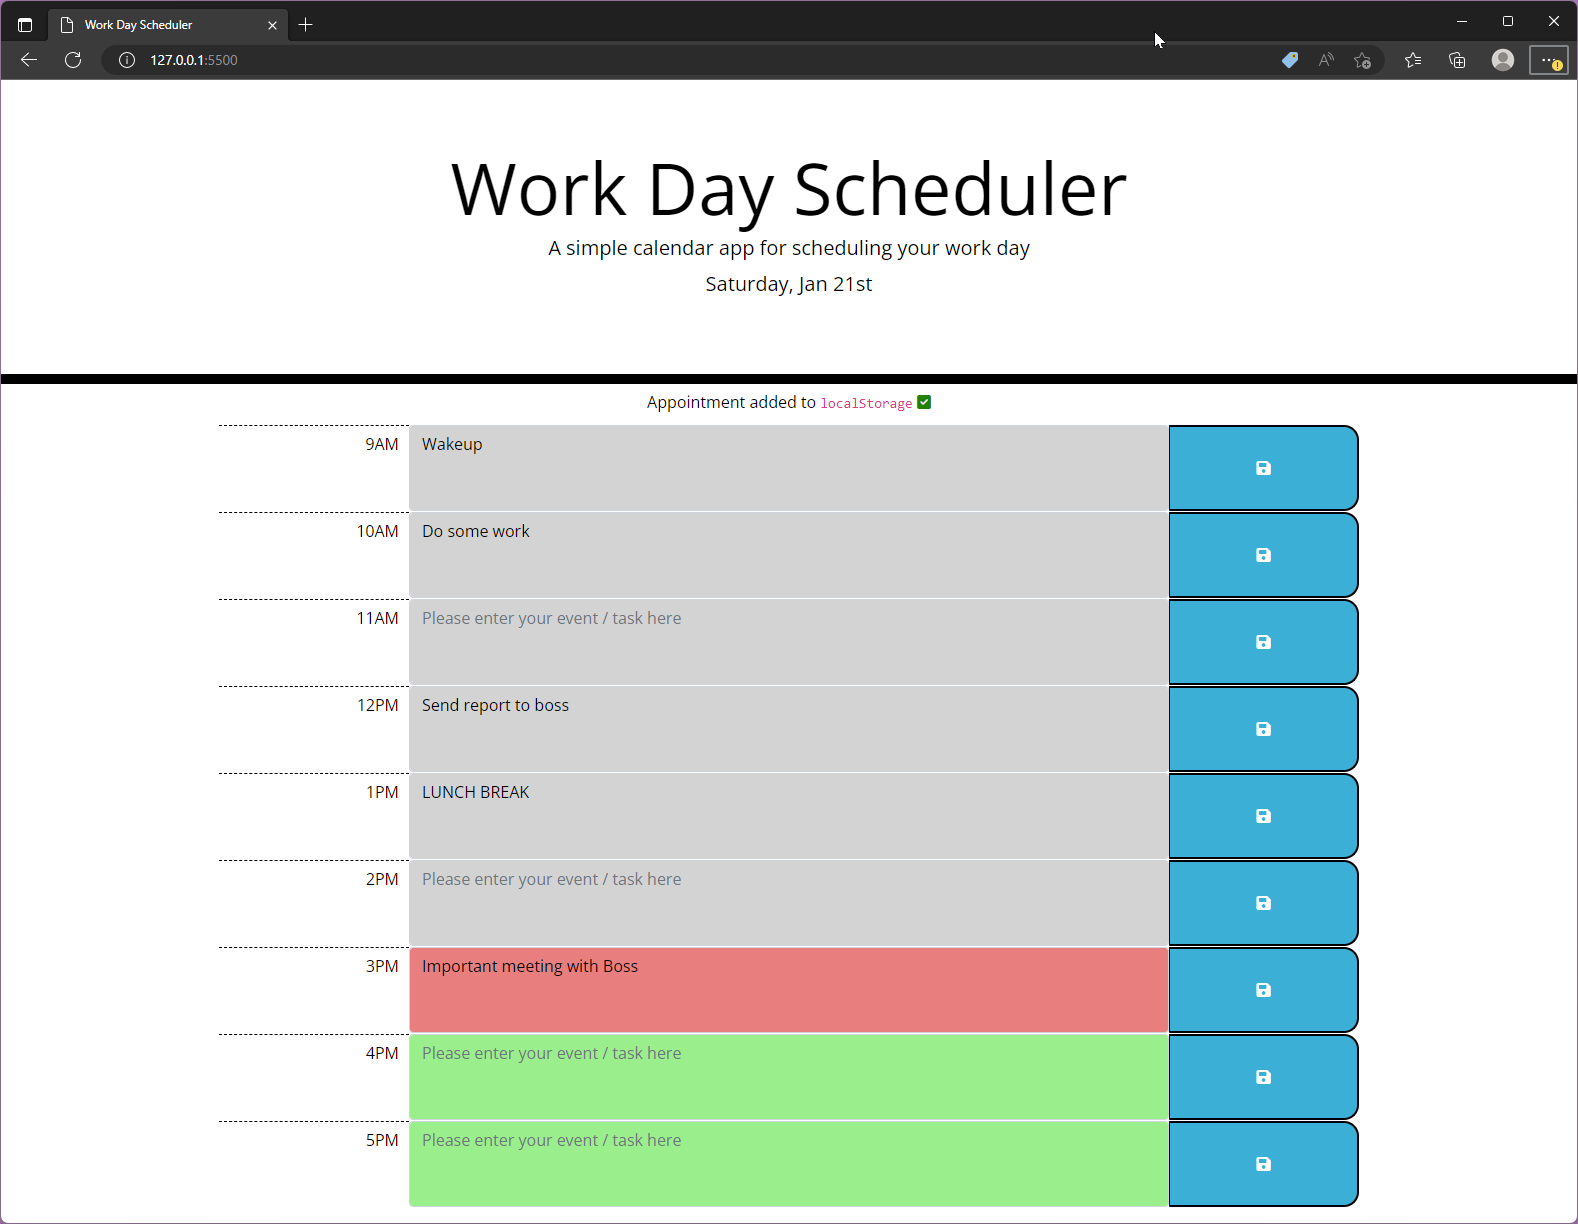 Work Day Scheduler
127.0.0.1:5500
Work Day Scheduler
A simple calendar app for scheduling your work day
Saturday, Jan 21st
Appointment added to localStorage
9AM Wakeup
10AM Do some work
11AM Please enter your event / task here
12PM Send report to boss
1PM LUNCH BREAK
2PM Please enter your event / task here
3PM Important meeting with Boss
4PM Please enter your event / task here
5PM Please enter your event / task here